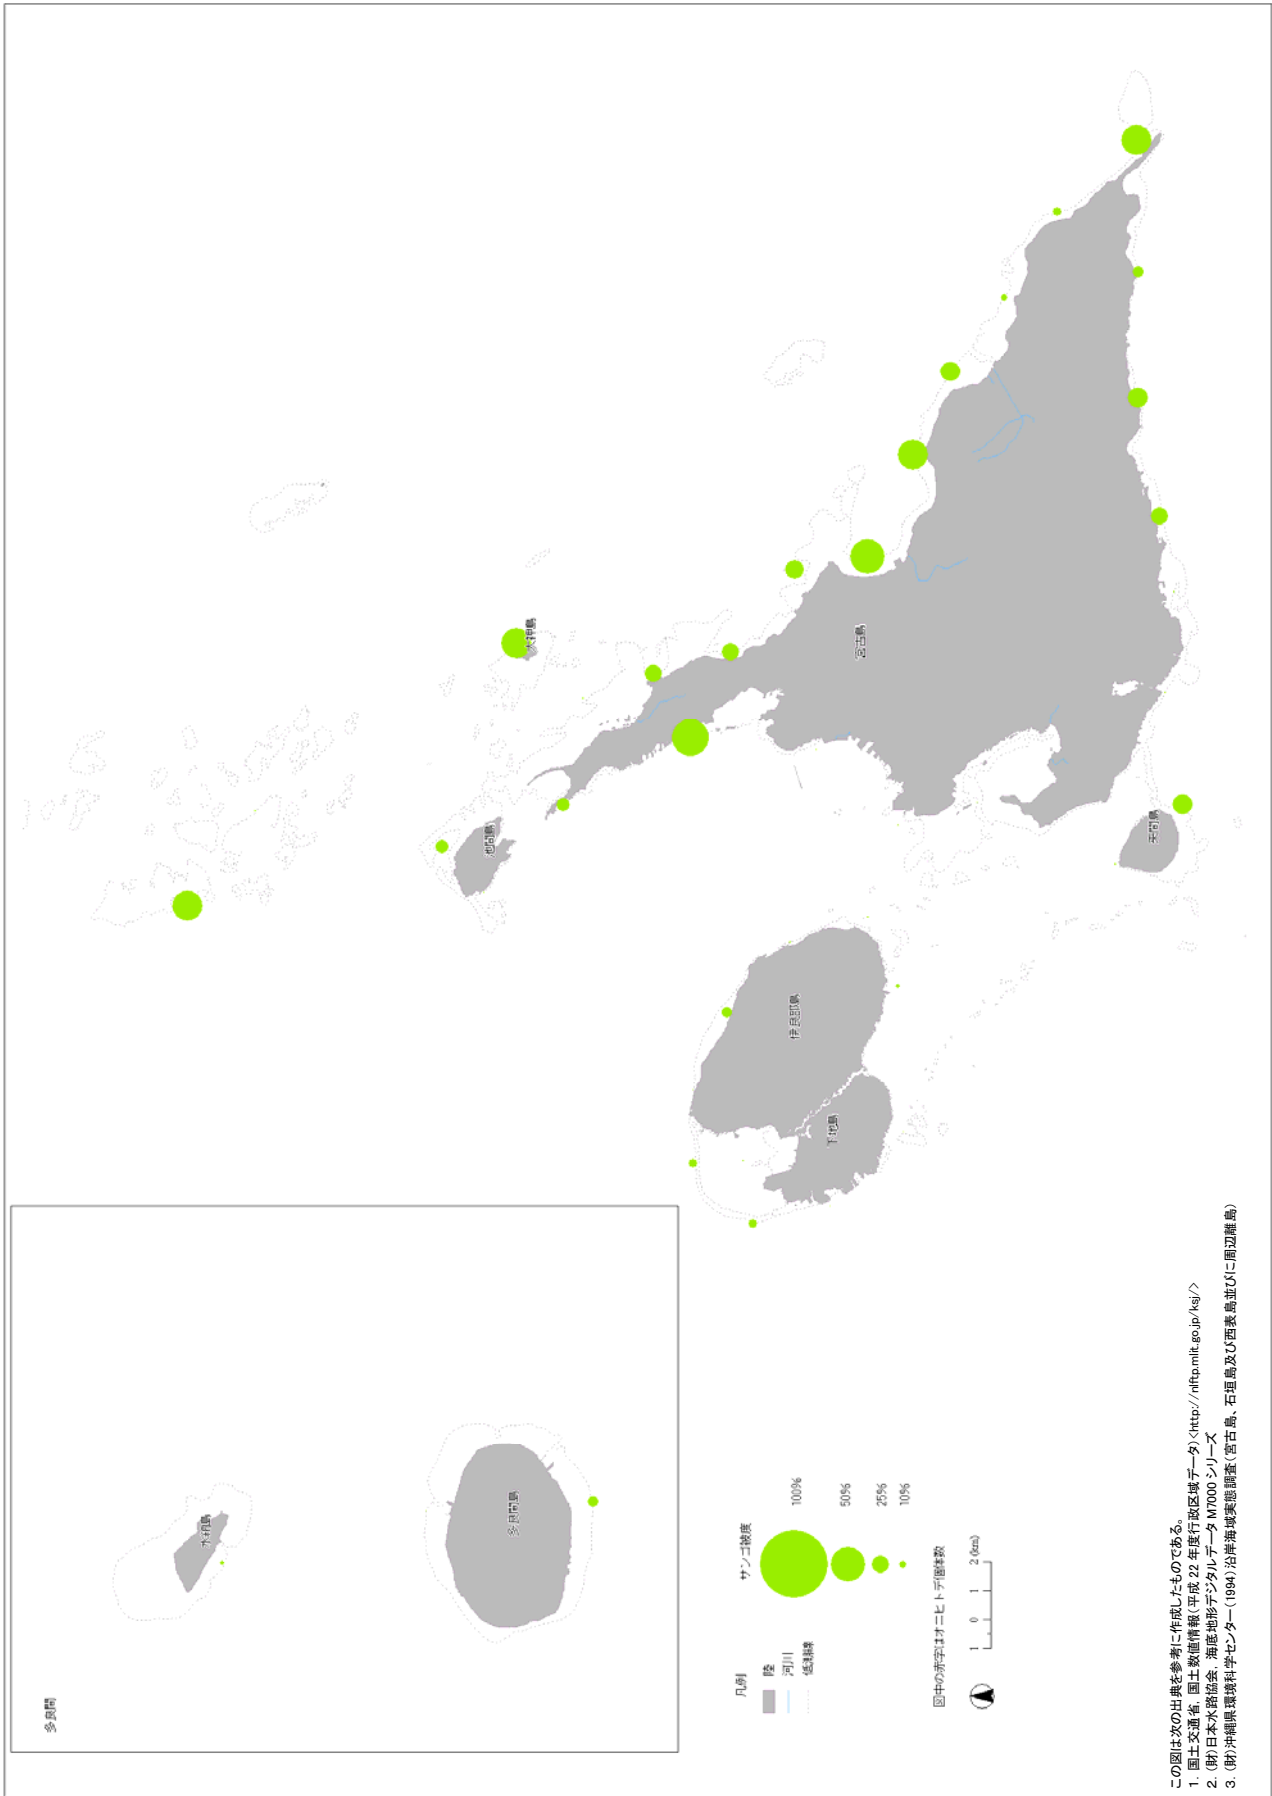 多良間
水納島
多良間島
池間島
大神島
宮古島
伊良部島
下地島
来間島
凡例
陸
河川
低潮線
サンゴ被度
100%
50%
25%
10%
図中の赤字はオニヒトデ個体数
1 0 1 2 (km)
この図は次の出典を参考に作成したものである。
1. 国土交通省, 国土数値情報(平成 22 年度行政区域データ)<http://nlftp.mlit.go.jp/ksj/>
2. (財)日本水路協会, 海底地形デジタルデータ M7000 シリーズ
3. (財)沖縄県環境科学センター(1994)沿岸海域実態調査(宮古島、石垣島及び西表島並びに周辺離島)